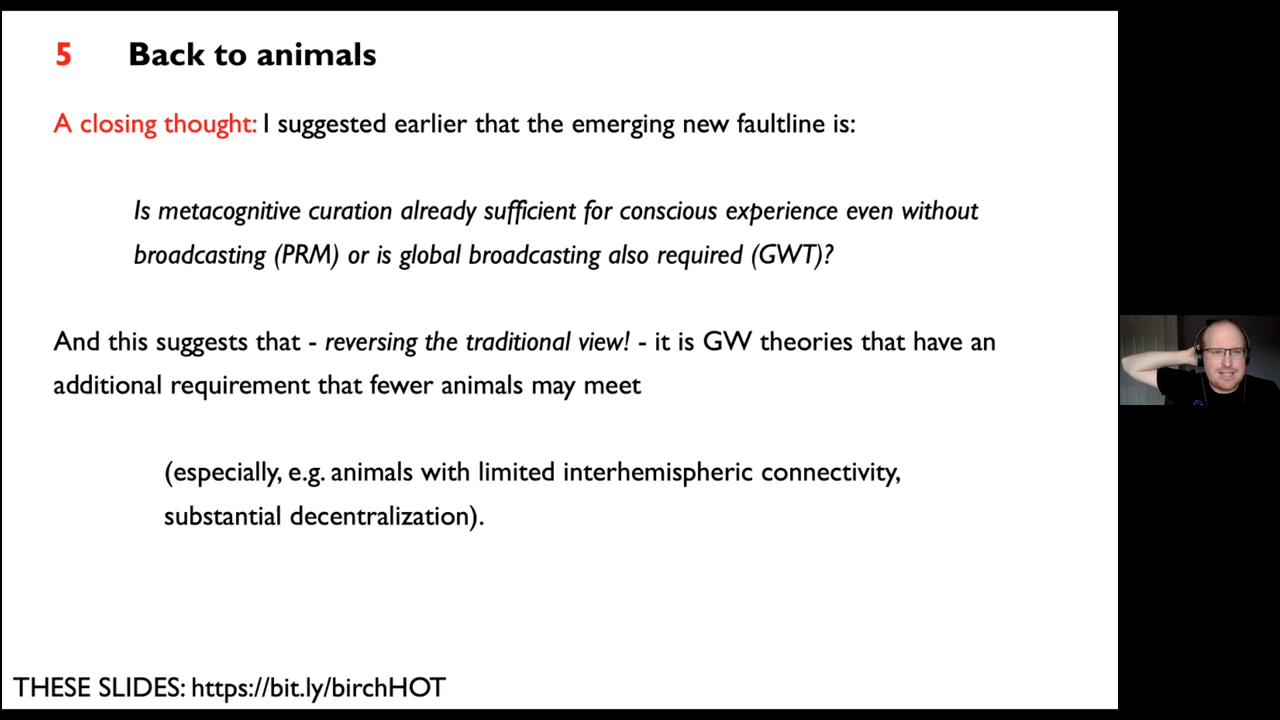 5 Back to animals
A closing thought: I suggested earlier that the emerging new faultline is:
Is metacognitive curation already sufficient for conscious experience even without
broadcasting (PRM) or is global broadcasting also required (GWT)?
And this suggests that - reversing the traditional view! - it is GW theories that have an
additional requirement that fewer animals may meet
(especially, e.g. animals with limited interhemispheric connectivity,
substantial decentralization).
THESE SLIDES: https://bit.ly/birchHOT